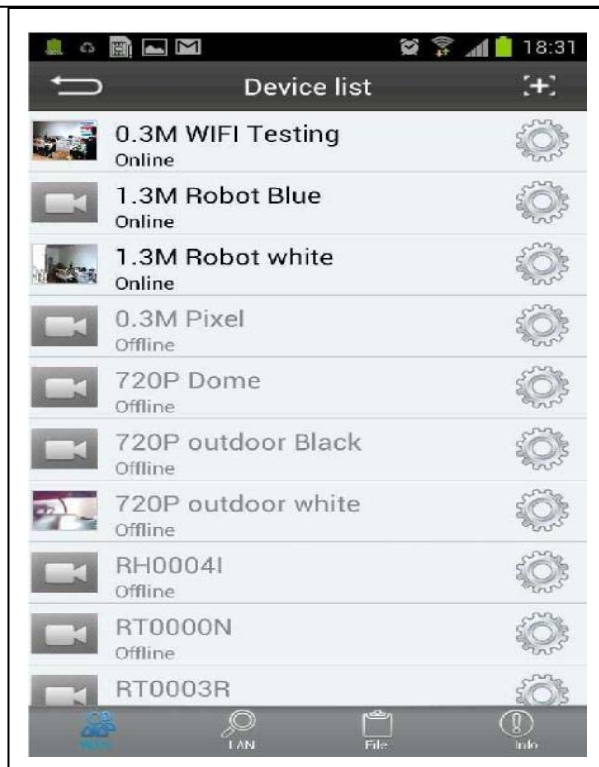 18:31
Device list
0.3M WIFI Testing
Online
1.3M Robot Blue
Online
1.3M Robot white
Online
0.3M Pixel
Offline
720P Dome
Offline
720P outdoor Black
Offline
720P outdoor white
Offline
RH0004I
Offline
RT0000N
Offline
RT0003R
LAN
File
Info